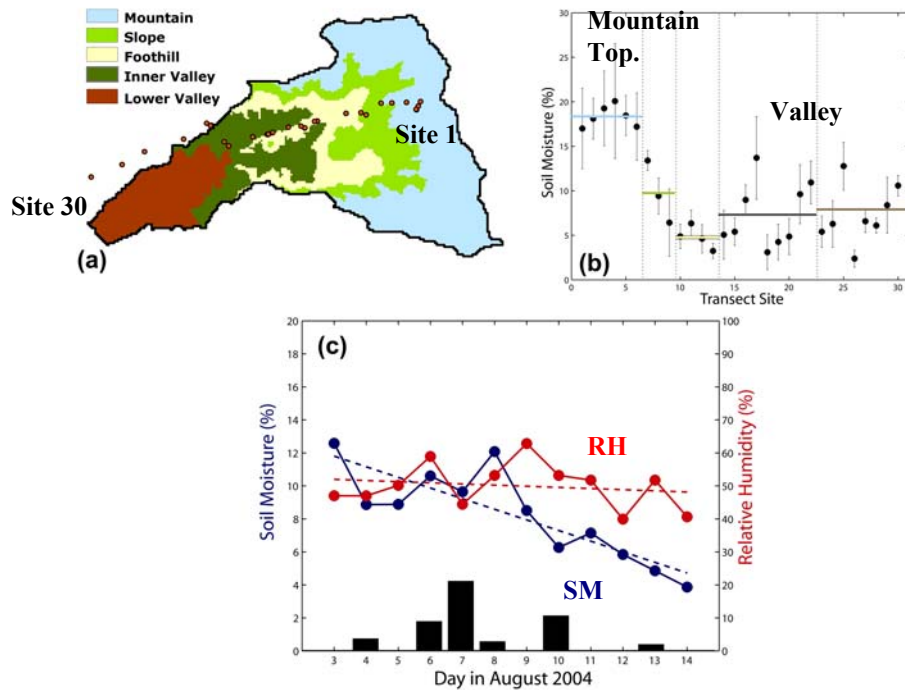 (a)
Mountain
Slope
Foothill
Inner Valley
Lower Valley
Site 1
Site 30
(b)
Mountain
Top.
Valley
Soil Moisture (%)
30
25
20
15
10
5
0
0 5 10 15 20 25 30
Transect Site
(c)
RH
SM
Soil Moisture (%)
20
18
16
14
12
10
8
6
4
2
0
Relative Humidity (%)
100
90
80
70
60
50
40
30
20
10
0
3 4 5 6 7 8 9 10 11 12 13 14
Day in August 2004